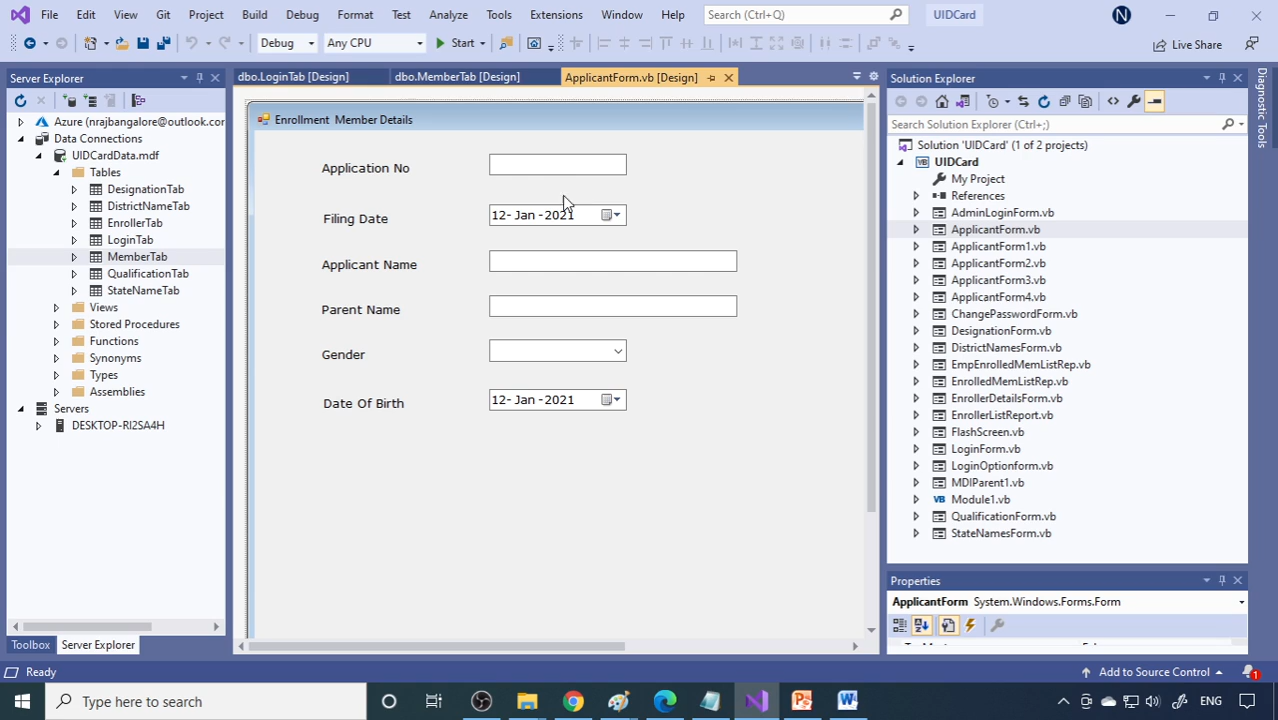 File Edit View Git Project Build Debug Format Test Analyze Tools Extensions Window Help Search (Ctrl+;) UIDCard N
Debug Any CPU Start Live Share
Server Explorer
Azure (nrajbangalore@outlook.cor
Data Connections
UIDCardData.mdf
Tables
DesignationTab
DistrictNameTab
EnrollerTab
LoginTab
MemberTab
QualificationTab
StateNameTab
Views
Stored Procedures
Functions
Synonyms
Types
Assemblies
Servers
DESKTOP-RI2SA4H
Toolbox Server Explorer
dbo.LoginTab [Design] dbo.MemberTab [Design] ApplicantForm.vb [Design]
Enrollment Member Details
Application No
Filing Date 12- Jan -2021
Applicant Name
Parent Name
Gender
Date Of Birth 12- Jan -2021
Solution Explorer
Search Solution Explorer (Ctrl+;)
Solution 'UIDCard' (1 of 2 projects)
VB UIDCard
My Project
References
AdminLoginForm.vb
ApplicantForm.vb
ApplicantForm1.vb
ApplicantForm2.vb
ApplicantForm3.vb
ApplicantForm4.vb
ChangePasswordForm.vb
DesignationForm.vb
DistrictNamesForm.vb
EmpEnrolledMemListRep.vb
EnrolledMemListRep.vb
EnrollerDetailsForm.vb
EnrollerListReport.vb
FlashScreen.vb
LoginForm.vb
LoginOptionform.vb
MDIParent1.vb
VB Module1.vb
QualificationForm.vb
StateNamesForm.vb
Properties
ApplicantForm System.Windows.Forms.Form
Diagnostic Tools
Ready Add to Source Control 1
Type here to search ENG